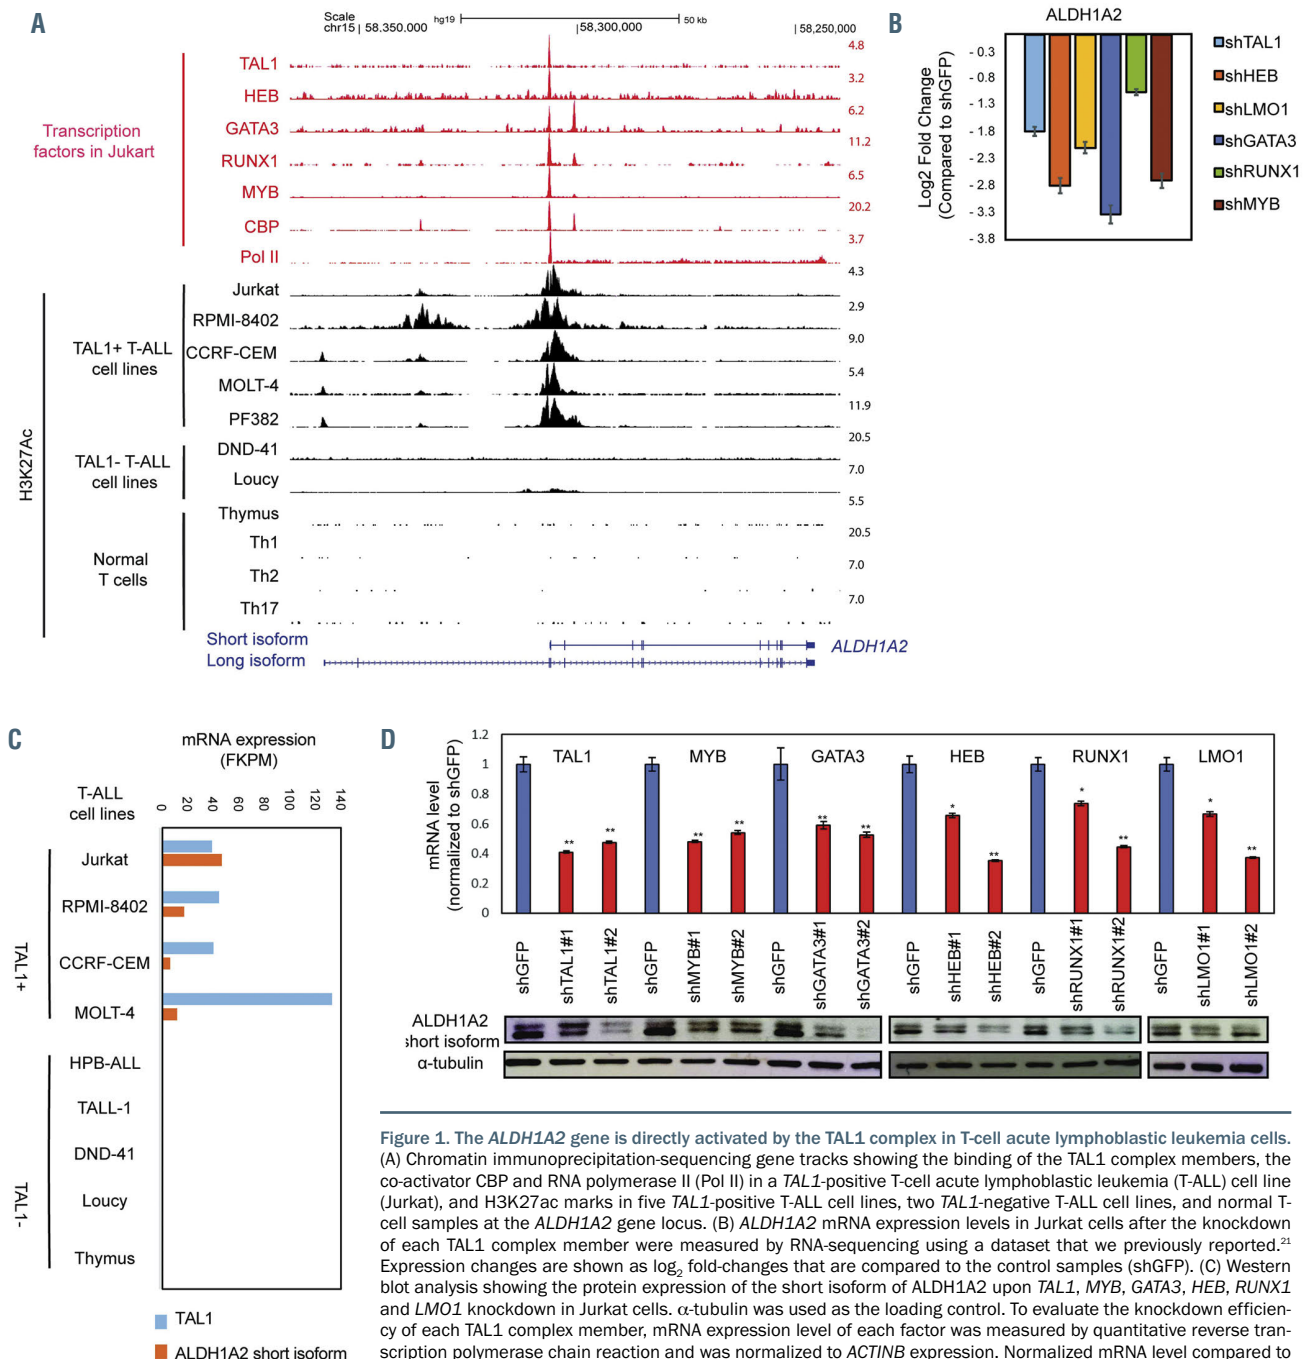 A
Scale
chr15
58,350,000
hg19
50 kb
58,300,000
58,250,000
Transcription
factors in Jukart
TAL1
4.8
HEB
3.2
GATA3
6.2
RUNX1
11.2
MYB
6.5
CBP
20.2
Pol II
3.7
H3K27Ac
TAL1+ T-ALL
cell lines
Jurkat
4.3
RPMI-8402
2.9
CCRF-CEM
9.0
MOLT-4
5.4
PF382
11.9
TAL1- T-ALL
cell lines
DND-41
20.5
Loucy
7.0
Normal
T cells
Thymus
5.5
Th1
20.5
Th2
7.0
Th17
7.0
Short isoform
Long isoform
ALDH1A2
B
ALDH1A2
Log2 Fold Change
(Compared to shGFP)
- 0.3
-0.8
- 1.3
- 1.8
- 2.3
- 2.8
- 3.3
- 3.8
shTAL1
shHEB
shLMO1
shGATA3
shRUNX1
shMYB
C
mRNA expression
(FKPM)
T-ALL
cell lines
0 20 40 60 80 100 120 140
TAL1+
Jurkat
RPMI-8402
CCRF-CEM
MOLT-4
TAL1-
HPB-ALL
TALL-1
DND-41
Loucy
Thymus
TAL1
ALDH1A2 short isoform
D
mRNA level
(normalized to shGFP)
1.2
1
0.8
0.6
0.4
0.2
0
TAL1 MYB GATA3 HEB RUNX1 LMO1
** ** ** ** ** ** * ** * ** * **
shGFP shTAL1#1 shTAL1#2 shGFP shMYB#1 shMYB#2 shGFP shGATA3#1 shGATA3#2 shGFP shHEB#1 shHEB#2 shGFP shRUNX1#1 shRUNX1#2 shGFP shLMO1#1 shLMO1#2
ALDH1A2
short isoform
α-tubulin
Figure 1. The ALDH1A2 gene is directly activated by the TAL1 complex in T-cell acute lymphoblastic leukemia cells.
(A) Chromatin immunoprecipitation-sequencing gene tracks showing the binding of the TAL1 complex members, the
co-activator CBP and RNA polymerase II (Pol II) in a TAL1-positive T-cell acute lymphoblastic leukemia (T-ALL) cell line
(Jurkat), and H3K27ac marks in five TAL1-positive T-ALL cell lines, two TAL1-negative T-ALL cell lines, and normal T-
cell samples at the ALDH1A2 gene locus. (B) ALDH1A2 mRNA expression levels in Jurkat cells after the knockdown
of each TAL1 complex member were measured by RNA-sequencing using a dataset that we previously reported.21
Expression changes are shown as log2 fold-changes that are compared to the control samples (shGFP). (C) Western
blot analysis showing the protein expression of the short isoform of ALDH1A2 upon TAL1, MYB, GATA3, HEB, RUNX1
and LMO1 knockdown in Jurkat cells. α-tubulin was used as the loading control. To evaluate the knockdown efficien-
cy of each TAL1 complex member, mRNA expression level of each factor was measured by quantitative reverse tran-
scription polymerase chain reaction and was normalized to ACTINB expression. Normalized mRNA level compared to